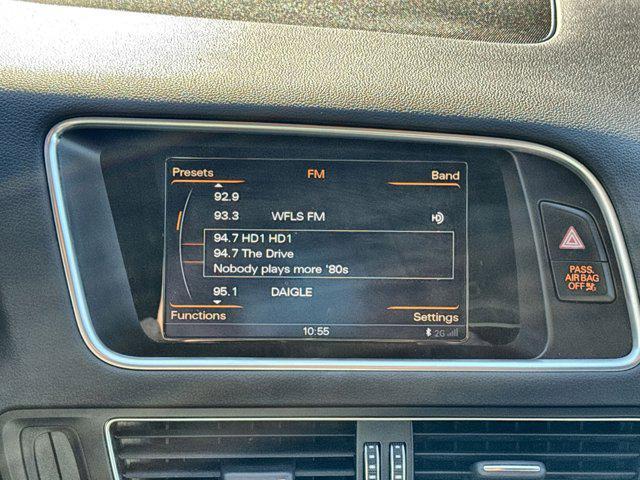 Presets FM Band
92.9
93.3 WFLS FM
94.7 HD1 HD1
94.7 The Drive
Nobody plays more '80s
95.1 DAIGLE
Functions Settings
10:55 2G
PASS.
AIR BAG
OFF